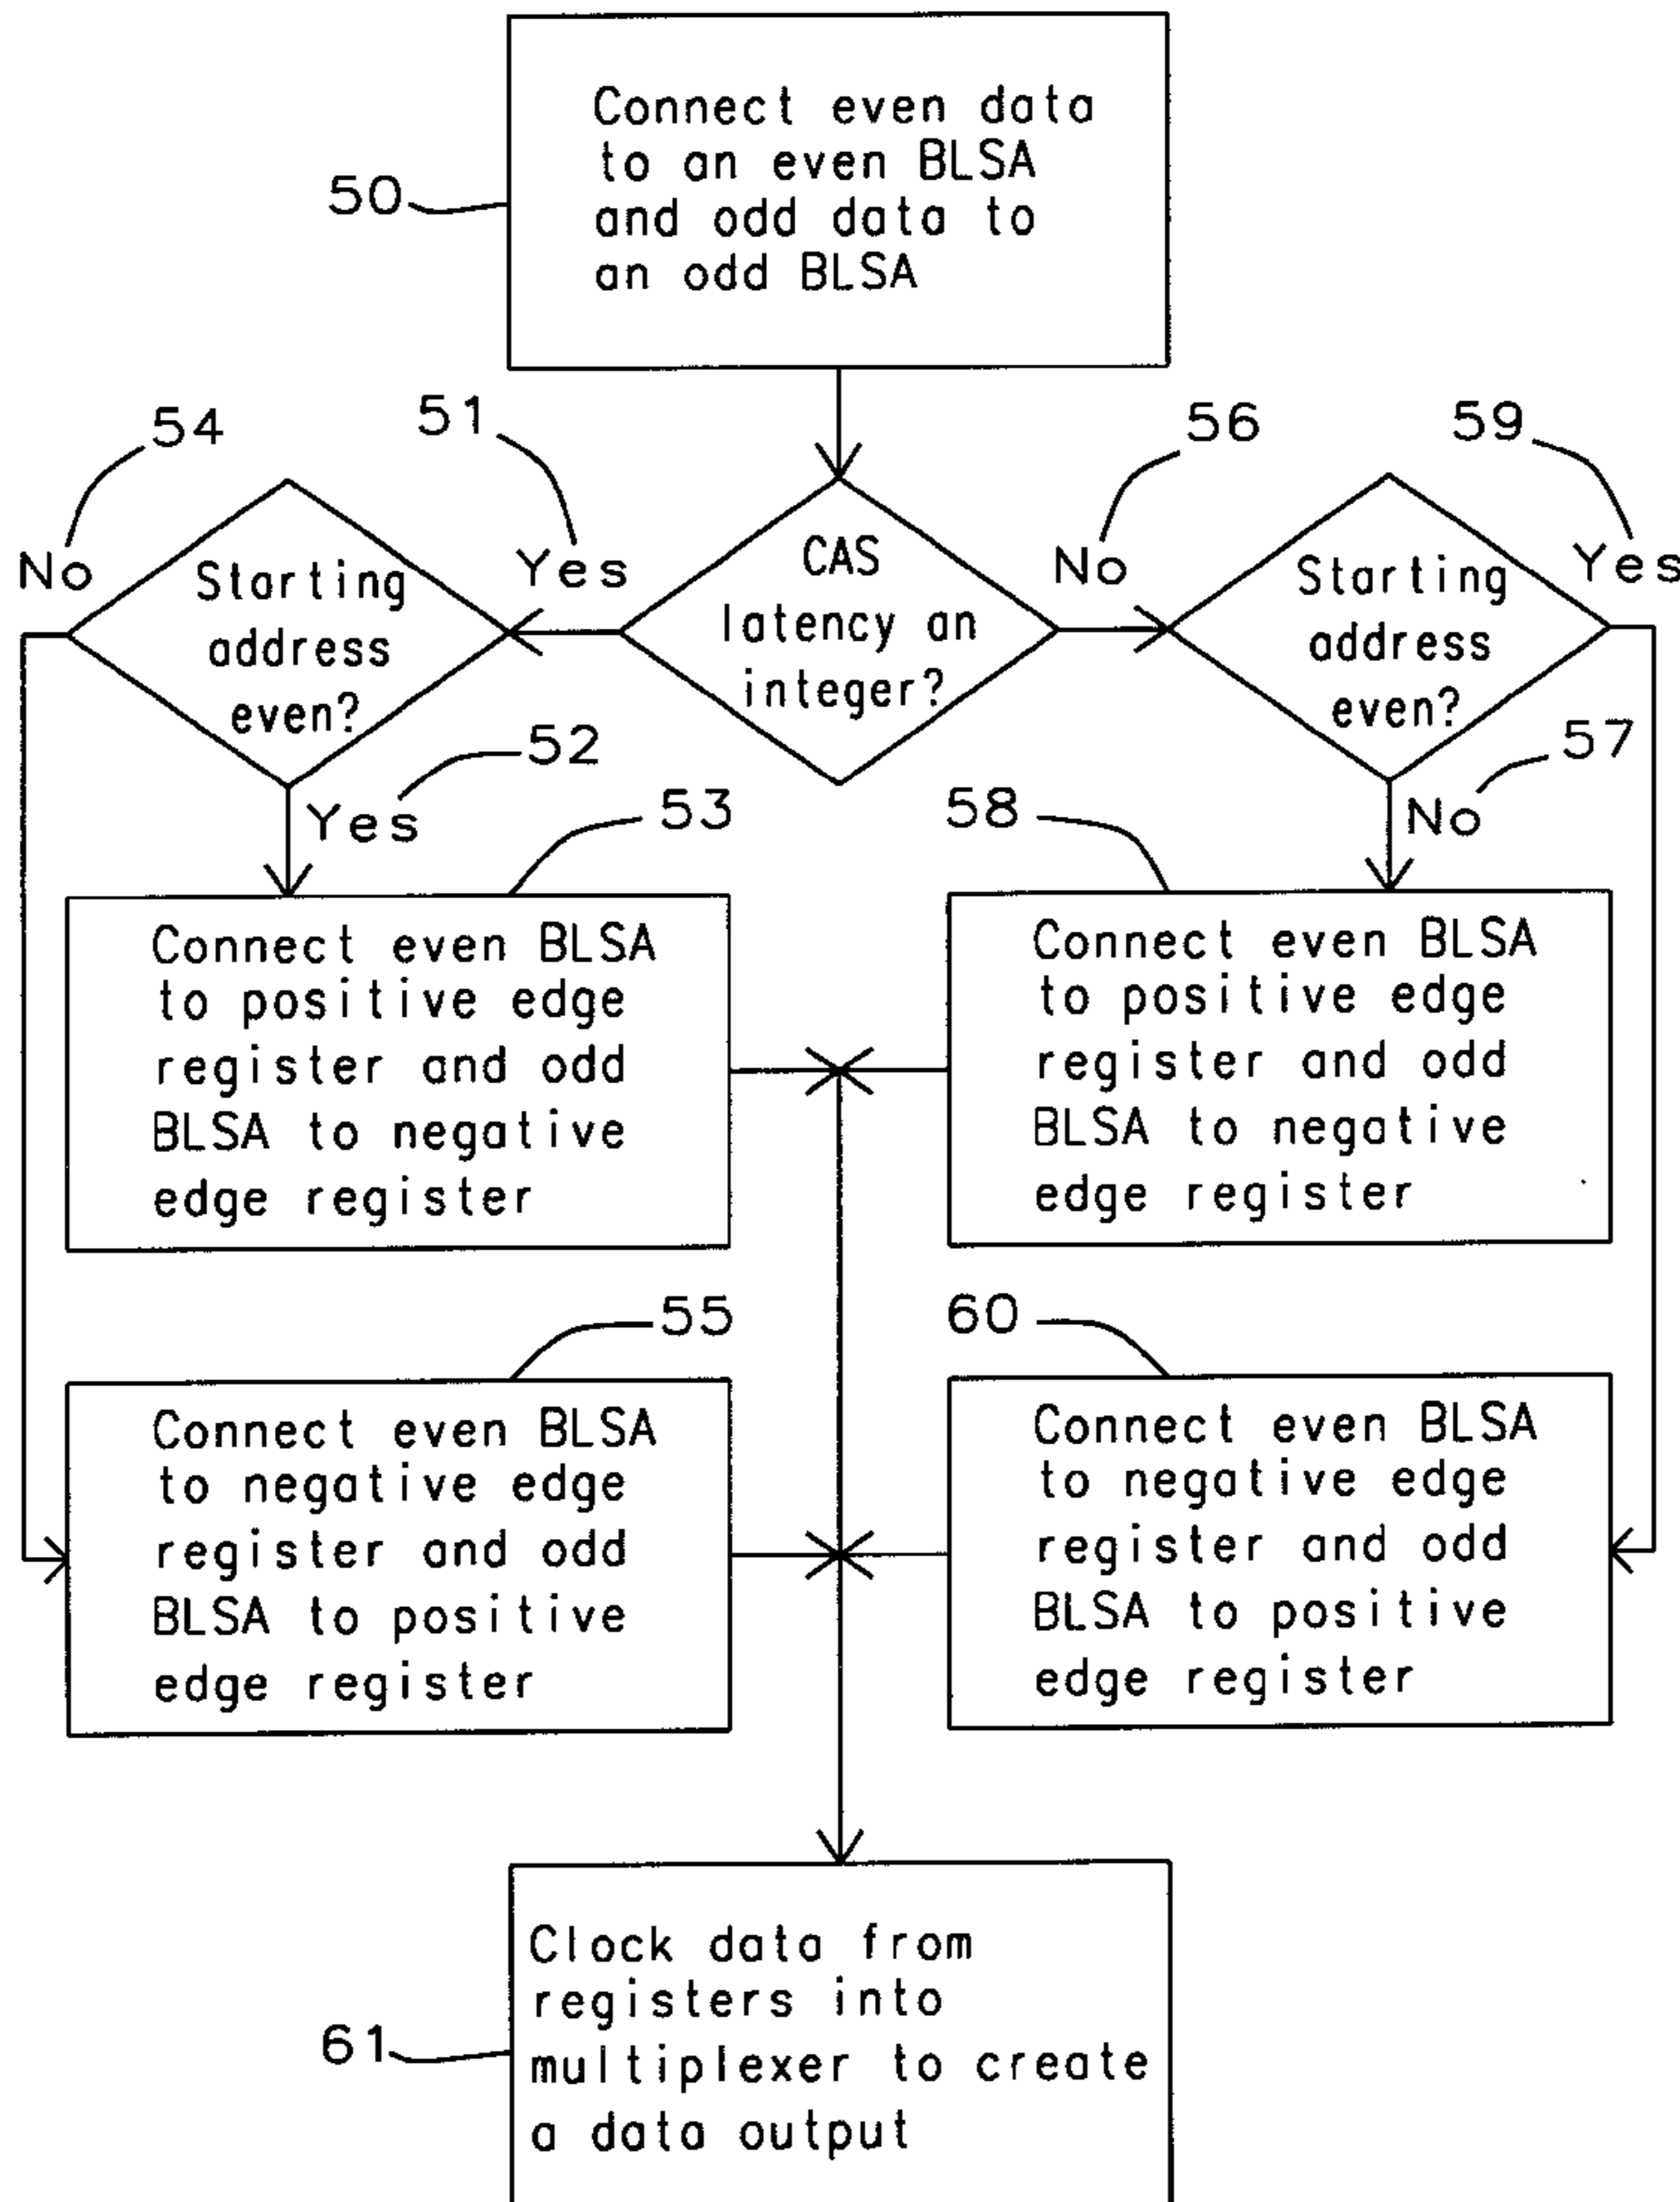 Connect even data
to an even BLSA
and odd data to
an odd BLSA
50
54
51
56
59
No
Starting
address
even?
Yes
CAS
latency an
integer?
No
Starting
address
even?
Yes
52
Yes
57
No
53
58
Connect even BLSA
to positive edge
register and odd
BLSA to negative
edge register
Connect even BLSA
to positive edge
register and odd
BLSA to negative
edge register
55
60
Connect even BLSA
to negative edge
register and odd
BLSA to positive
edge register
Connect even BLSA
to negative edge
register and odd
BLSA to positive
edge register
61
Clock data from
registers into
multiplexer to create
a data output